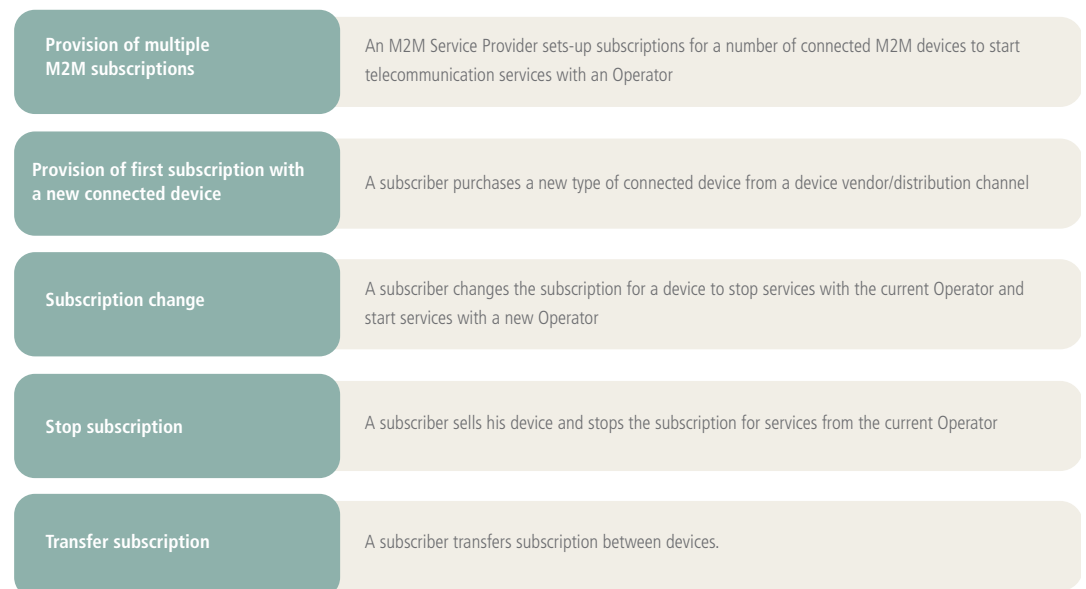 Provision of multiple
M2M subscriptions
An M2M Service Provider sets-up subscriptions for a number of connected M2M devices to start
telecommunication services with an Operator
Provision of first subscription with
a new connected device
A subscriber purchases a new type of connected device from a device vendor/distribution channel
Subscription change
A subscriber changes the subscription for a device to stop services with the current Operator and
start services with a new Operator
Stop subscription
A subscriber sells his device and stops the subscription for services from the current Operator
Transfer subscription
A subscriber transfers subscription between devices.